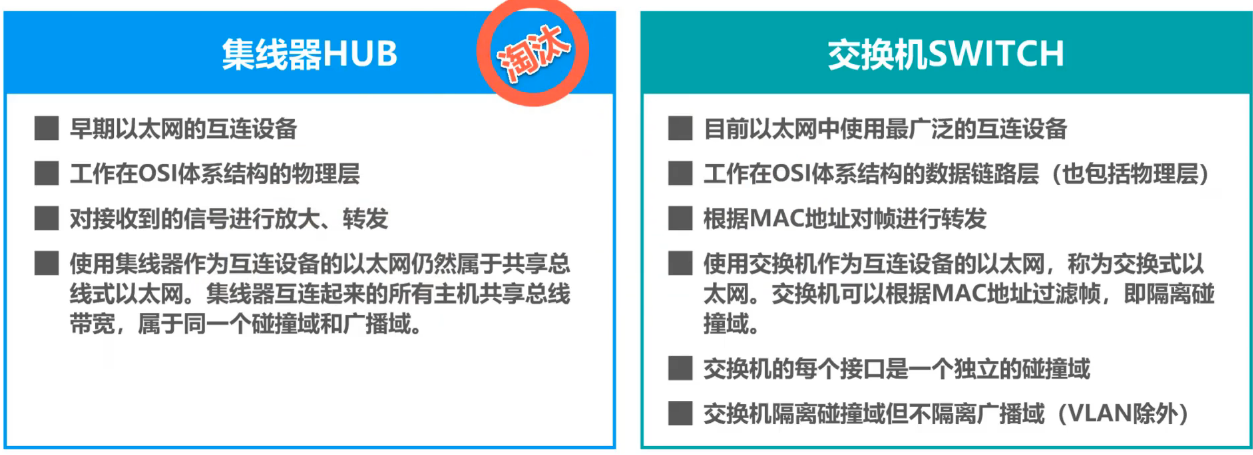 集线器HUB
淘汰
早期以太网的互连设备
工作在OSI体系结构的物理层
对接收到的信号进行放大、转发
使用集线器作为互连设备的以太网仍然属于共享总
线式以太网。集线器互连起来的所有主机共享总线
带宽，属于同一个碰撞域和广播域。
交换机SWITCH
目前以太网中使用最广泛的互连设备
工作在OSI体系结构的数据链路层（也包括物理层）
根据MAC地址对帧进行转发
使用交换机作为互连设备的以太网，称为交换式以
太网。交换机可以根据MAC地址过滤帧，即隔离碰
撞域。
交换机的每个接口是一个独立的碰撞域
交换机隔离碰撞域但不隔离广播域（VLAN除外）